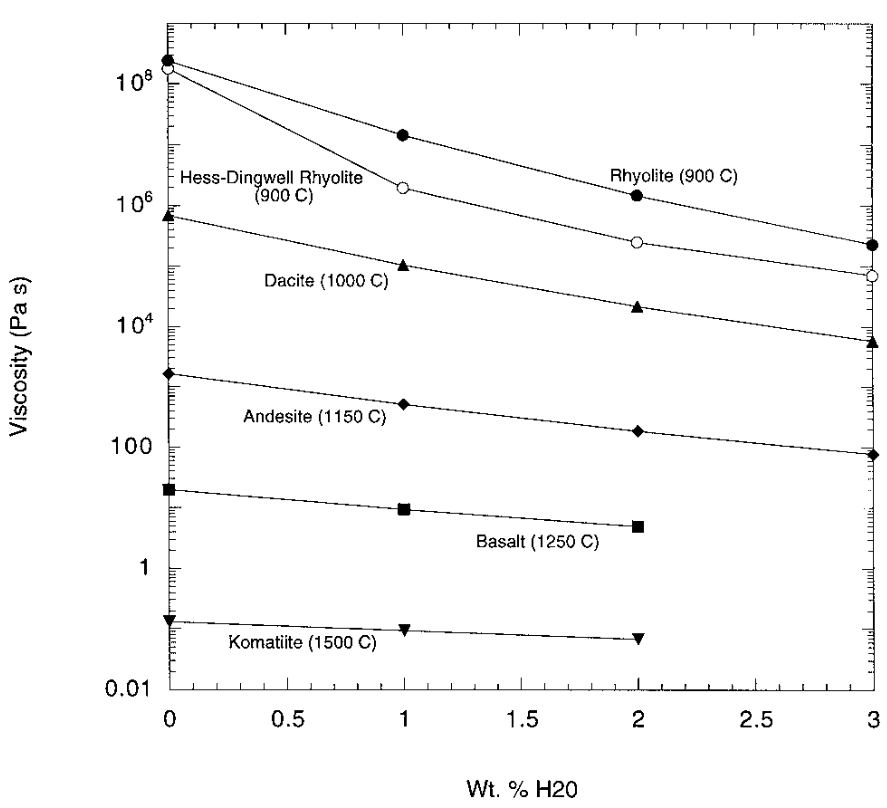 10^8
Hess-Dingwell Rhyolite
(900 C)
Rhyolite (900 C)
10^6
Dacite (1000 C)
10^4
Viscosity (Pa s)
Andesite (1150 C)
100
Basalt (1250 C)
1
Komatiite (1500 C)
0.01
0 0.5 1 1.5 2 2.5 3
Wt. % H20